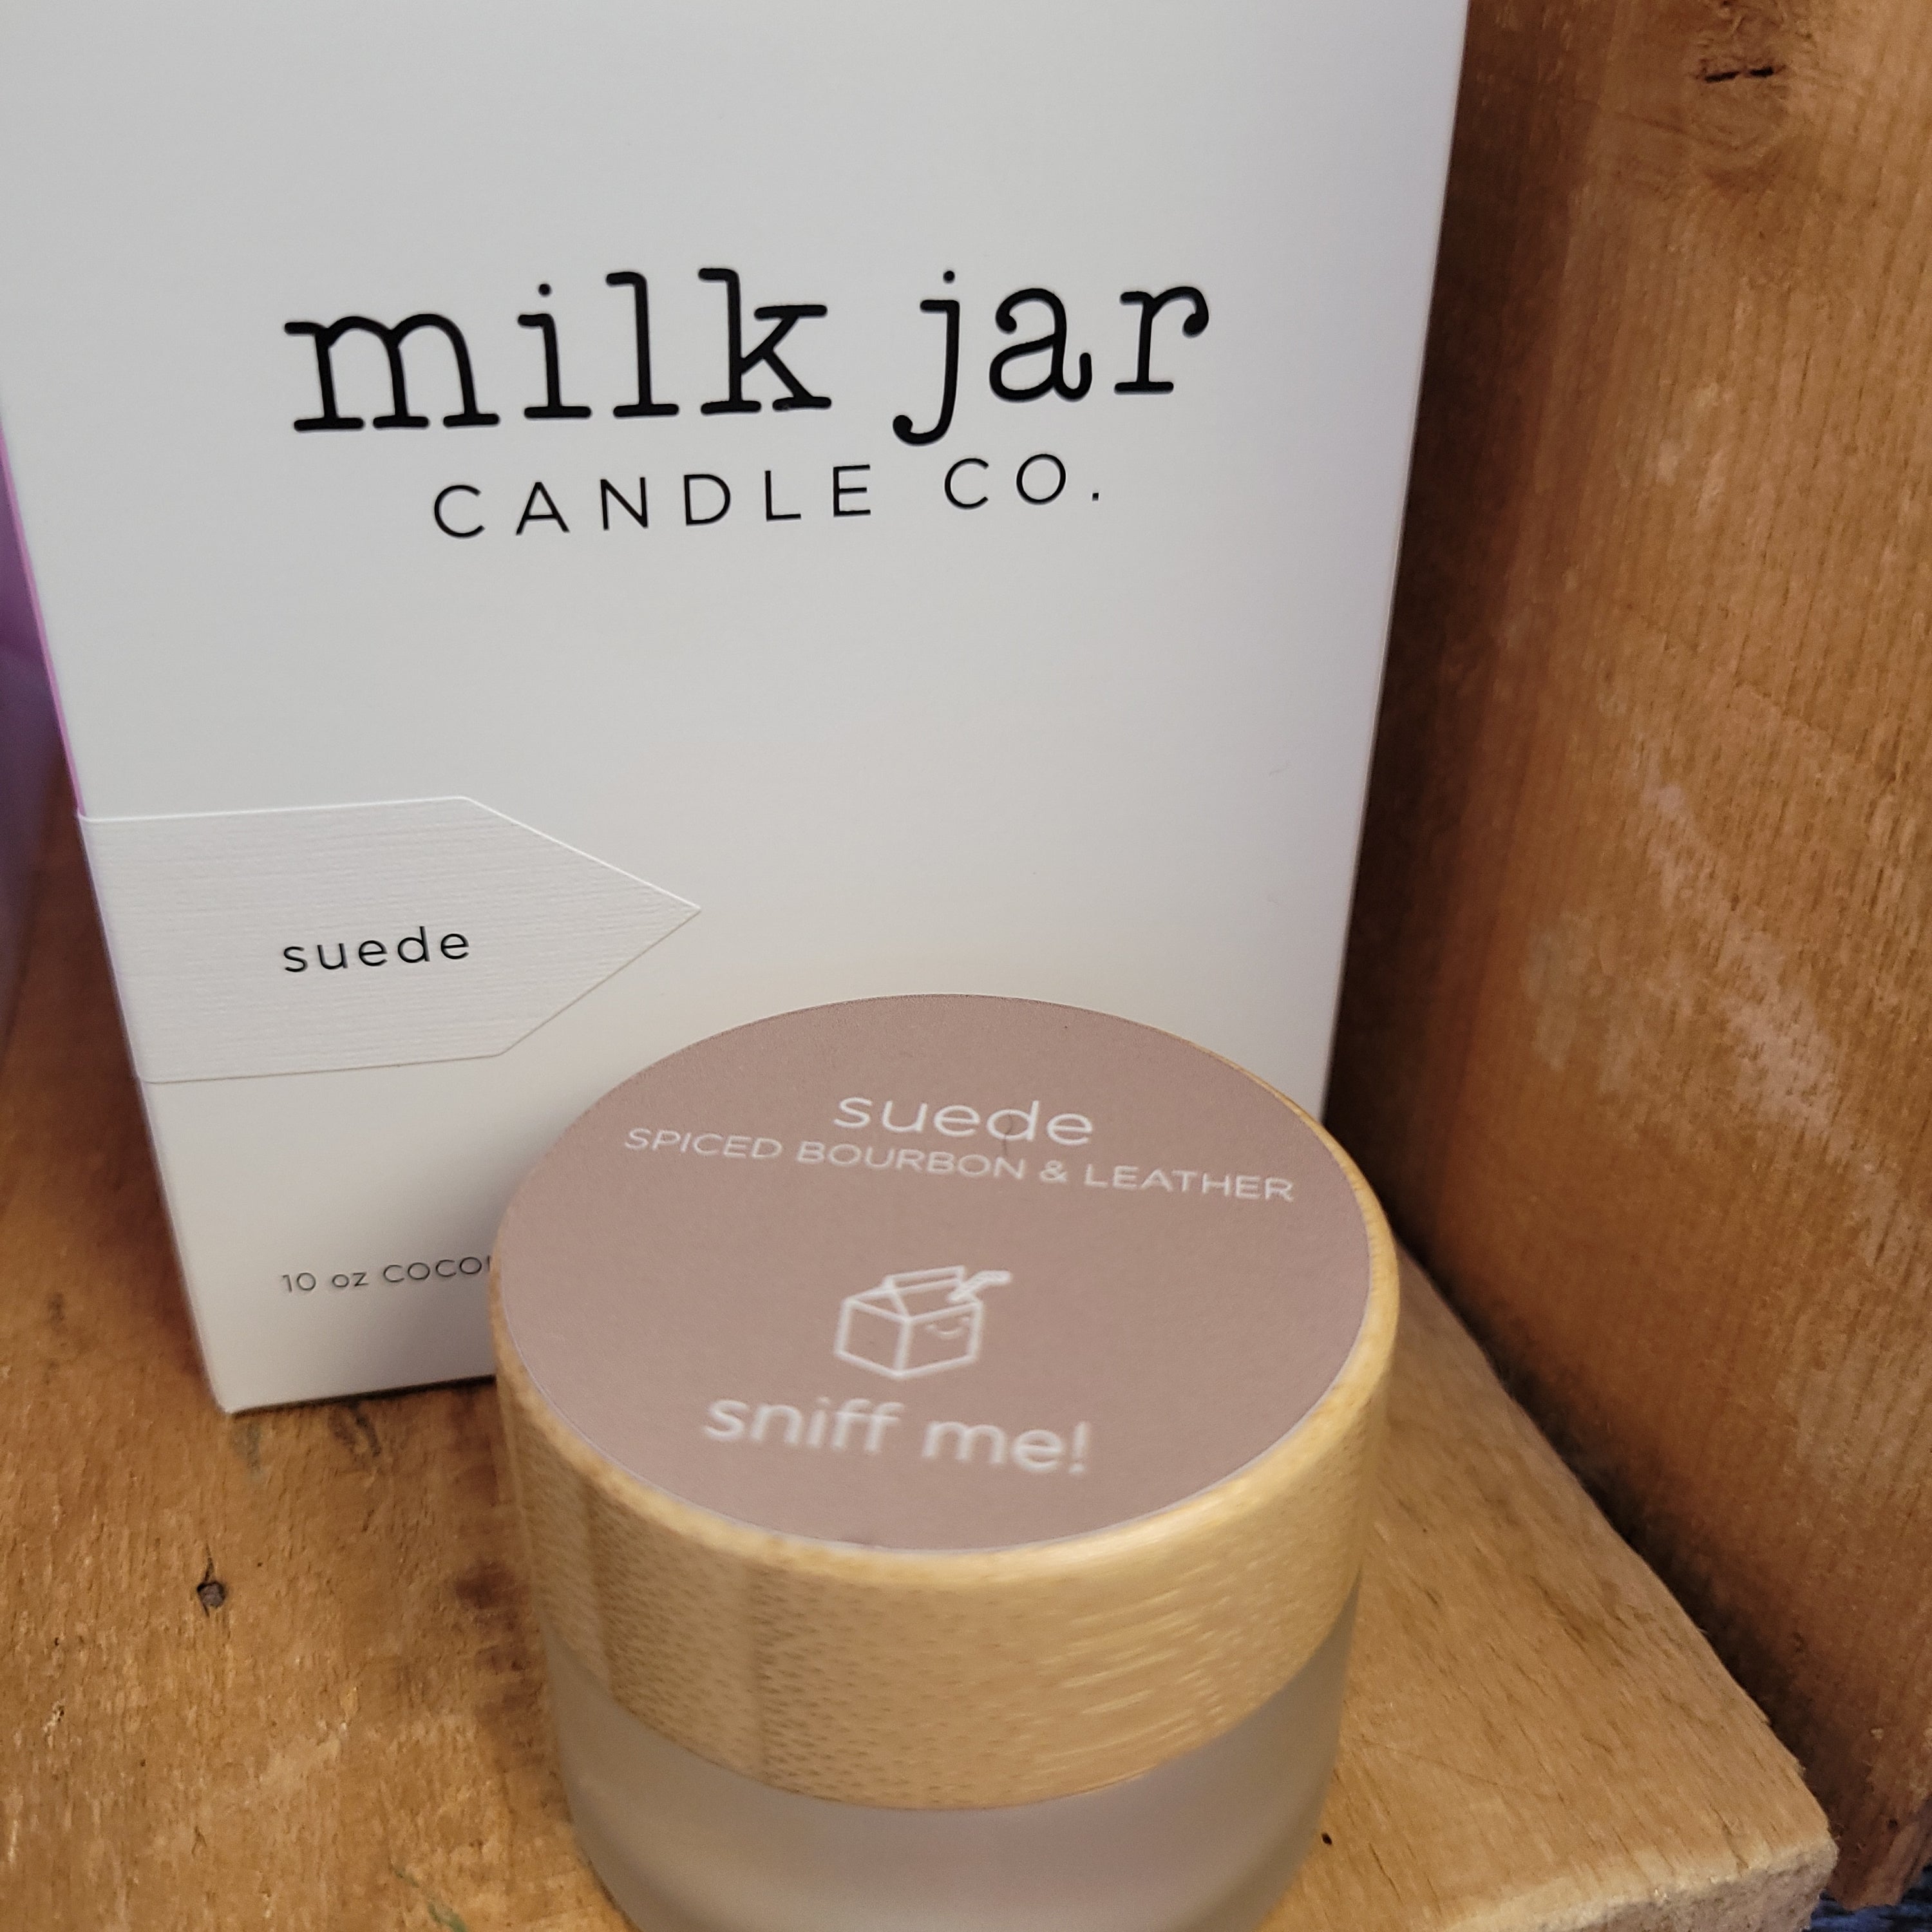 milk jar
CANDLE CO.
suede
10 oz
suede
SPICED BOURBON & LEATHER
sniff me!